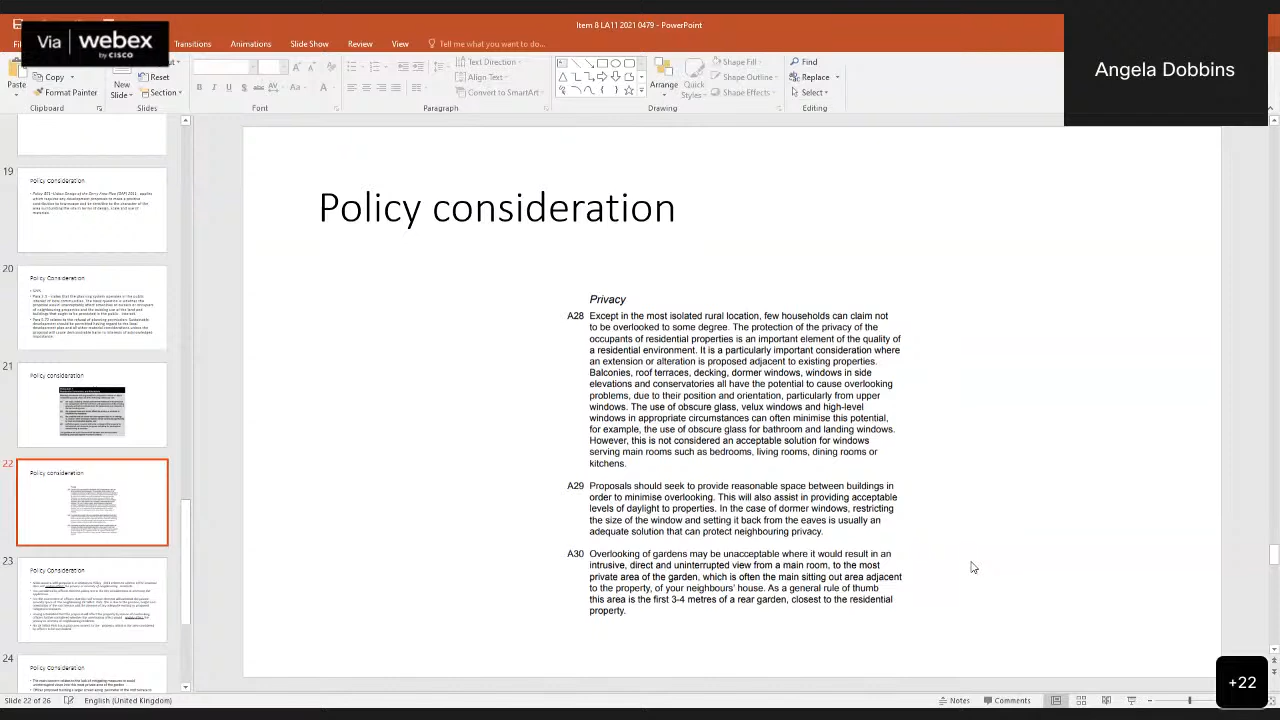 Item 8 LA11 2021 0479 - PowerPoint
Via webex
by CISCO
Angela Dobbins
Transitions Animations Slide Show Review View Tell me what you want to do...
Paste
Copy
Format Painter
Clipboard
New
Slide
Section
Slides
Font
Text Direction
Align Text
Convert to SmartArt
Paragraph
Arrange
Quick
Styles
Shape Fill
Shape Outline
Shape Effects
Drawing
Find
Replace
Select
Editing
19
Policy consideration
20
Policy Consideration
21
Policy consideration
22
Policy consideration
23
24
Policy Consideration
Policy consideration
Privacy
A28 Except in the most isolated rural location, few households can claim not
to be overlooked to some degree. The protection of the privacy of the
occupants of residential properties is an important element of the quality of
a residential environment. It is a particularly important consideration where
an extension or alteration is proposed adjacent to existing properties.
Balconies, roof terraces, decking, dormer windows, windows in side
elevations and conservatories all have the potential to cause overlooking
problems, due to their position and orientation, particularly from upper
windows. The use of obscure glass, velux windows and high-level
windows in appropriate circumstances can often minimise this potential,
for example, the use of obscure glass for bathroom and landing windows.
However, this is not considered an acceptable solution for windows
serving main rooms such as bedrooms, living rooms, dining rooms or
kitchens.
A29 Proposals should seek to provide reasonable space between buildings in
order to minimise overlooking. This will also assist in providing acceptable
levels of daylight to properties. In the case of dormer windows, restricting
the size of the window and setting it back from the eaves is usually an
adequate solution that can protect neighbouring privacy.
A30 Overlooking of gardens may be unacceptable where it would result in an
intrusive, direct and uninterrupted view from a main room, to the most
private area of the garden, which is often the main sitting out area adjacent
to the property, of your neighbours' house. As a general rule of thumb
this area is the first 3-4 metres of a rear garden, closest to the residential
property.
+22
Slide 22 of 26 English (United Kingdom) Notes Comments